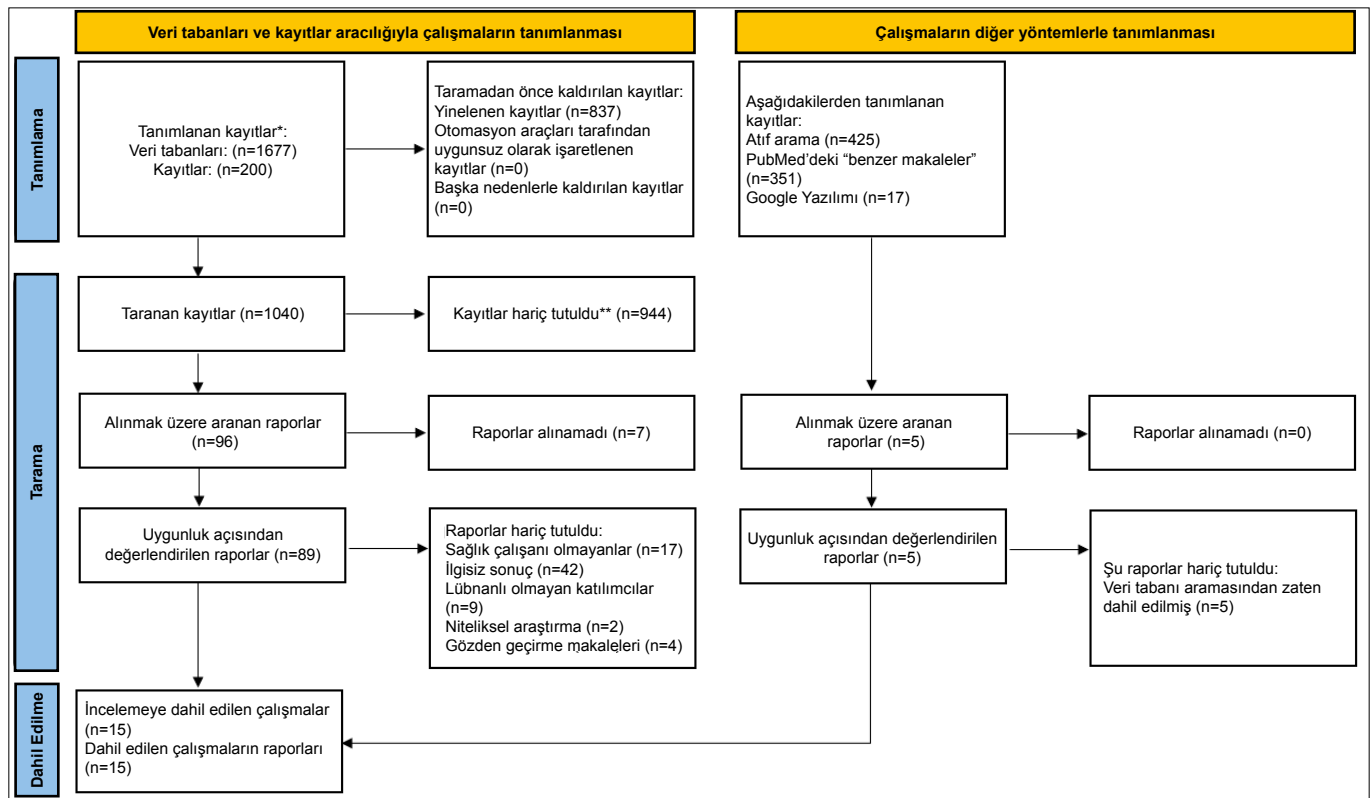 Veri tabanları ve kayıtlar aracılığıyla çalışmaların tanımlanması
Çalışmaların diğer yöntemlerle tanımlanması
Tanımlama
Tanımlanan kayıtlar*:
Veri tabanları: (n=1677)
Kayıtlar: (n=200)
Taramadan önce kaldırılan kayıtlar:
Yinelenen kayıtlar (n=837)
Otomasyon araçları tarafından
uygunsuz olarak işaretlenen
kayıtlar (n=0)
Başka nedenlerle kaldırılan kayıtlar
(n=0)
Aşağıdakilerden tanımlanan
kayıtlar:
Atıf arama (n=425)
PubMed’deki “benzer makaleler”
(n=351)
Google Yazılımı (n=17)
Tarama
Taranan kayıtlar (n=1040)
Kayıtlar hariç tutuldu** (n=944)
Alınmak üzere aranan raporlar
(n=96)
Raporlar alınamadı (n=7)
Alınmak üzere aranan
raporlar (n=5)
Raporlar alınamadı (n=0)
Uygunluk açısından
değerlendirilen raporlar (n=89)
Raporlar hariç tutuldu:
Sağlık çalışanı olmayanlar (n=17)
İlgisiz sonuç (n=42)
Lübnanlı olmayan katılımcılar
(n=9)
Niteliksel araştırma (n=2)
Gözden geçirme makaleleri (n=4)
Uygunluk açısından değerlendirilen
raporlar (n=5)
Şu raporlar hariç tutuldu:
Veri tabanı aramasından zaten
dahil edilmiş (n=5)
Dahil Edilme
İncelemeye dahil edilen çalışmalar
(n=15)
Dahil edilen çalışmaların raporları
(n=15)